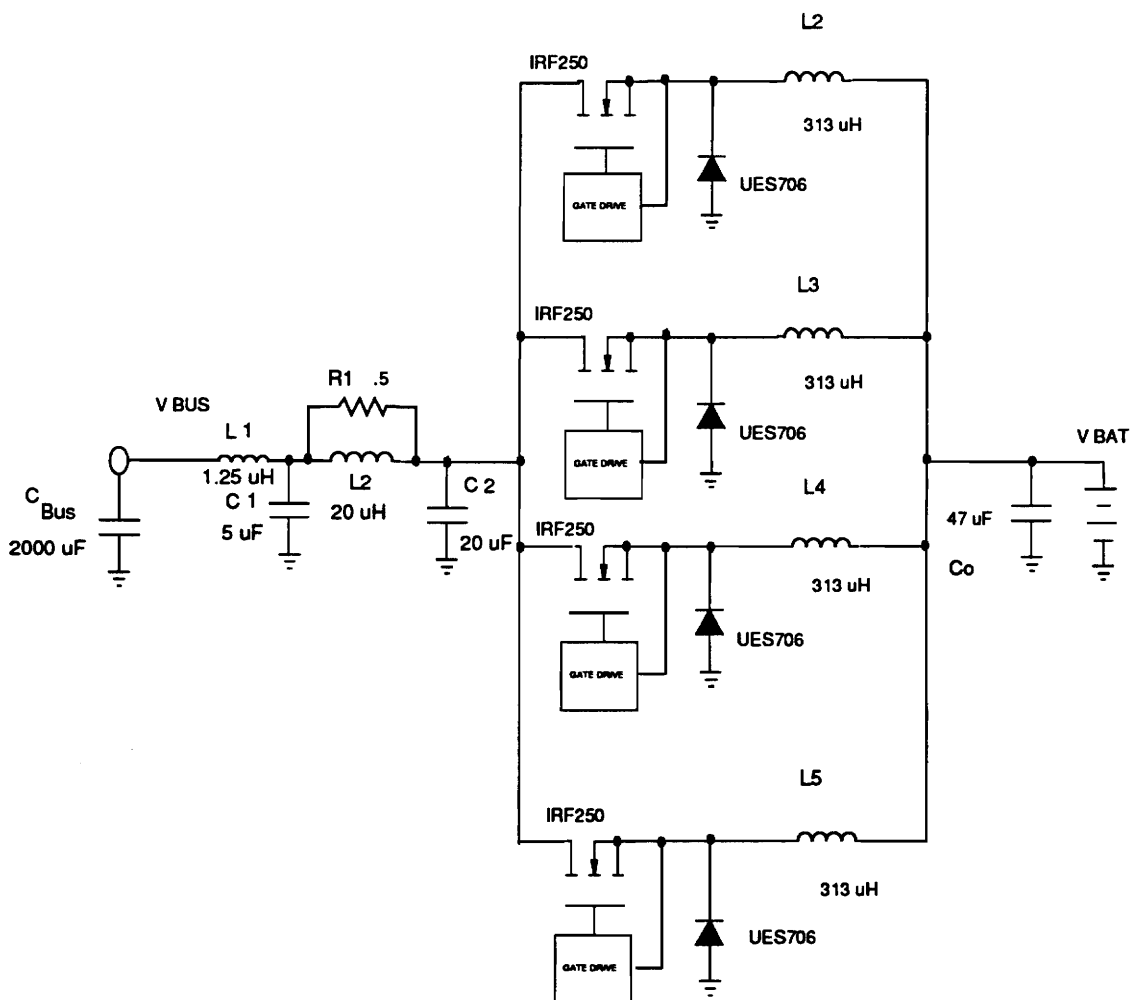 L2
IRF250
313 uH
UES706
GATE DRIVE
L3
IRF250
313 uH
R1 .5
UES706
V BUS
V BAT
L 1
GATE DRIVE
1.25 uH
L2
C 2
L4
C Bus
C 1
20 uH
47 uF
2000 uF
5 uF
20 uF
IRF250
Co
313 uH
UES706
GATE DRIVE
L5
IRF250
313 uH
UES706
GATE DRIVE